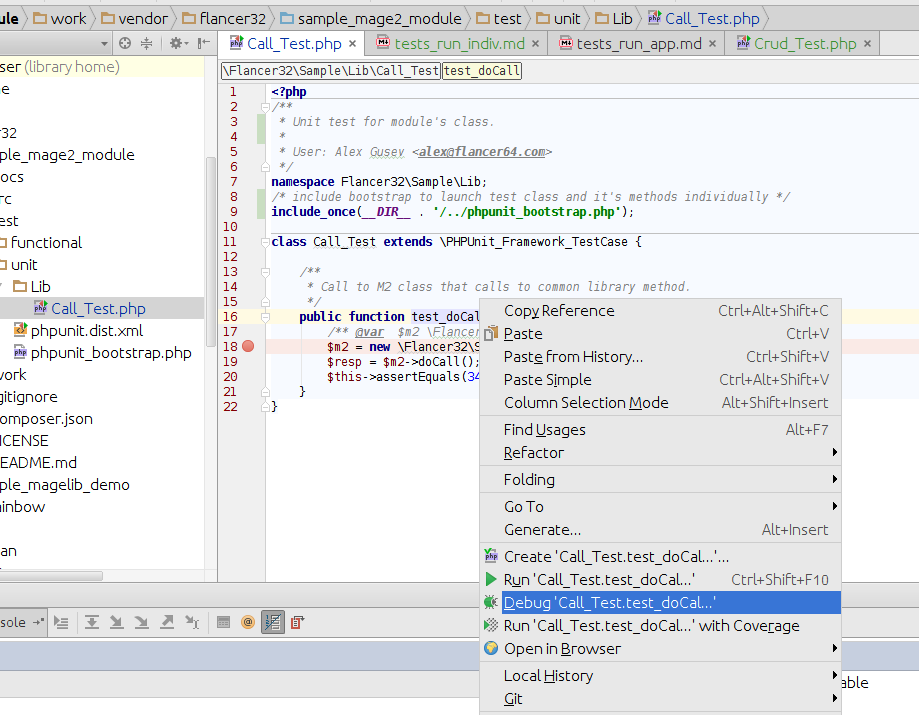 ule work vendor flancer32 sample_mage2_module test unit Lib Call_Test.php
Call_Test.php × tests_run_indiv.md × tests_run_app.md × Crud_Test.php ×
ser (library home)
e
32
ple_mage2_module
ocs
rc
est
functional
unit
Lib
Call_Test.php
phpunit.dist.xml
phpunit_bootstrap.php
work
gitignore
omposer.json
ICENSE
EADME.md
ple_magelib_demo
inbow
an
\Flancer32\Sample\Lib\Call_Test test_doCall
1 <?php
2 /**
3 * Unit test for module's class.
4 *
5 * User: Alex Gusev <alex@flancer64.com>
6 */
7 namespace Flancer32\Sample\Lib;
8 /* include bootstrap to launch test class and it's methods individually */
9 include_once(__DIR__ . '/../phpunit_bootstrap.php');
10
11 class Call_Test extends \PHPUnit_Framework_TestCase {
12
13 /**
14 * Call to M2 class that calls to common library method.
15 */
16 public function test_doCal
17 /** @var $m2 \Flancer
18 $m2 = new \Flancer32\S
19 $resp = $m2->doCall();
20 $this->assertEquals(34
21 }
22 }
Copy Reference Ctrl+Alt+Shift+C
Paste Ctrl+V
Paste from History... Ctrl+Shift+V
Paste Simple Ctrl+Alt+Shift+V
Column Selection Mode Alt+Shift+Insert
Find Usages Alt+F7
Refactor
Folding
Go To
Generate... Alt+Insert
Create 'Call_Test.test_doCal...'...
Run 'Call_Test.test_doCal...' Ctrl+Shift+F10
Debug 'Call_Test.test_doCal...'
Run 'Call_Test.test_doCal...' with Coverage
Open in Browser
Local History
Git
sole
able